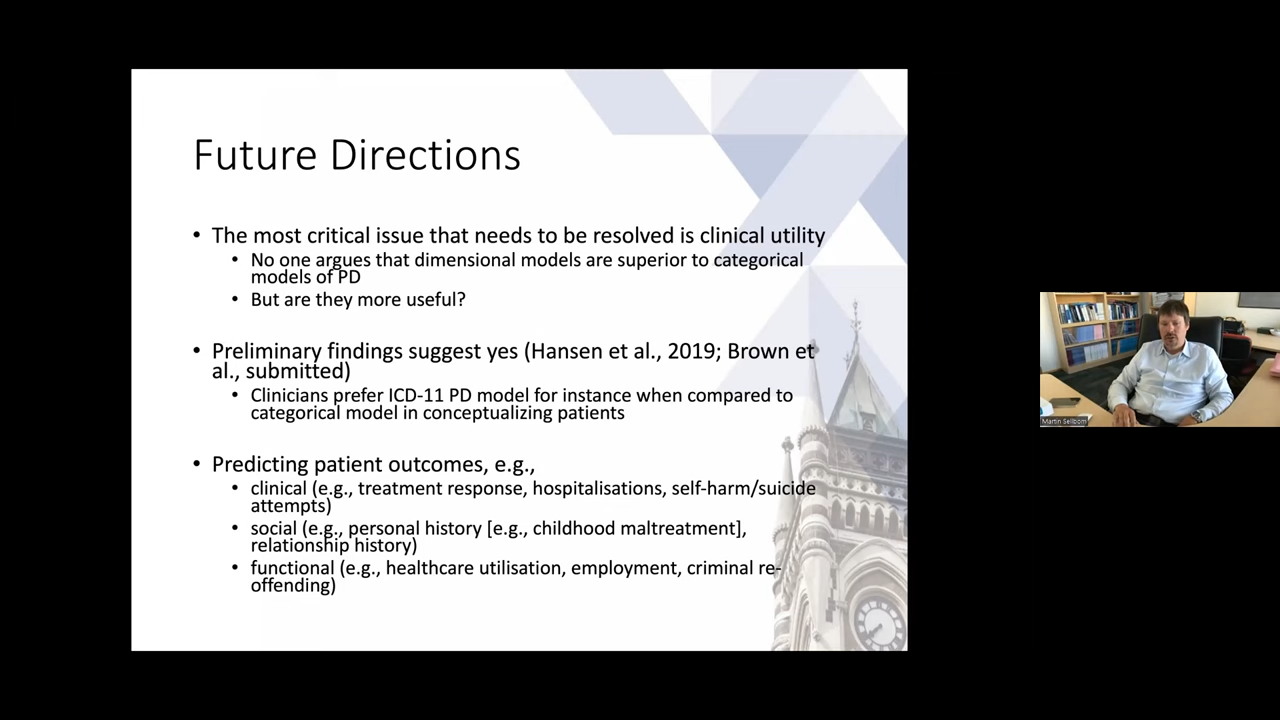 Future Directions
• The most critical issue that needs to be resolved is clinical utility
• No one argues that dimensional models are superior to categorical
models of PD
• But are they more useful?
• Preliminary findings suggest yes (Hansen et al., 2019; Brown et
al., submitted)
• Clinicians prefer ICD-11 PD model for instance when compared to
categorical model in conceptualizing patients
• Predicting patient outcomes, e.g.,
• clinical (e.g., treatment response, hospitalisations, self-harm/suicide
attempts)
• social (e.g., personal history [e.g., childhood maltreatment],
relationship history)
• functional (e.g., healthcare utilisation, employment, criminal re-
offending)
Martin Sellbom